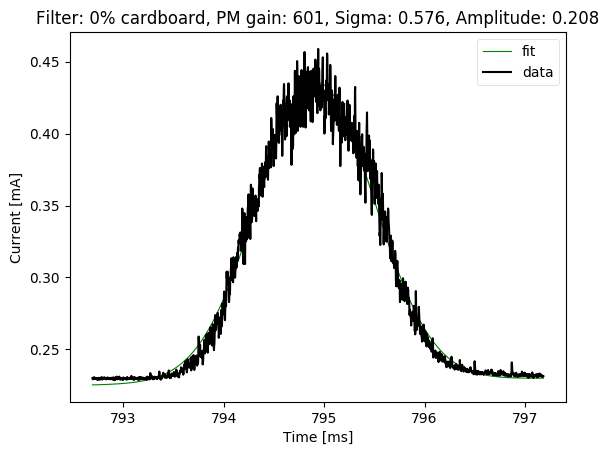 Filter: 0% cardboard, PM gain: 601, Sigma: 0.576, Amplitude: 0.208
fit
data
0.45
0.40
0.35
0.30
0.25
Current [mA]
793
794
795
796
797
Time [ms]